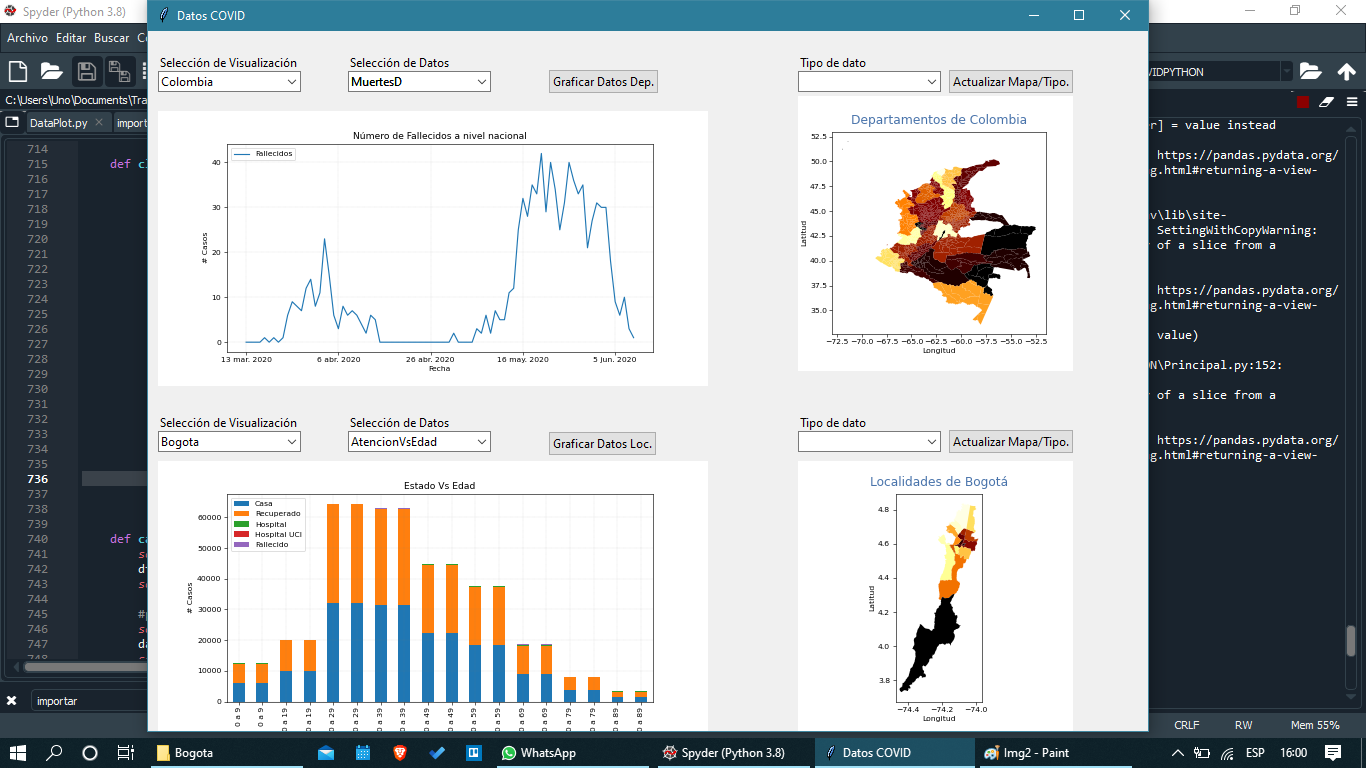 Spyder (Python 3.8)
Datos COVID
Archivo Editar Buscar
C:\Users\Uno\Documents\Tra
VIDPYTHON
DataPlot.py
import
714
715 def
716
717
718
719
720
721
722
723
724
725
726
727
728
729
730
731
732
733
734
735
736
737
738
739
740 def
741
742
743
744
745
746
747
importar
Selección de Visualización
Colombia
Selección de Datos
MuertesD
Graficar Datos Dep.
Tipo de dato
Actualizar Mapa/Tipo.
Número de Fallecidos a nivel nacional
Fallecidos
40
30
20
10
0
# Casos
13 mar. 2020 6 abr. 2020 26 abr. 2020 16 may. 2020 5 jun. 2020
Fecha
Departamentos de Colombia
52.5
50.0
47.5
45.0
42.5
40.0
37.5
35.0
Latitud
−72.5 −70.0 −67.5 −65.0 −62.5 −60.0 −57.5 −55.0 −52.5
Longitud
Selección de Visualización
Bogota
Selección de Datos
AtencionVsEdad
Graficar Datos Loc.
Tipo de dato
Actualizar Mapa/Tipo.
Estado Vs Edad
Casa
Recuperado
Hospital
Hospital UCI
Fallecido
60000
50000
40000
30000
20000
10000
0
# Casos
0 a 9 0 a 9 0 a 19 0 a 19 0 a 29 0 a 29 0 a 39 0 a 39 0 a 49 0 a 49 0 a 59 0 a 59 0 a 69 0 a 69 0 a 79 0 a 79 0 a 89 0 a 89
Localidades de Bogotá
4.8
4.6
4.4
4.2
4.0
3.8
Latitud
−74.4 −74.2 −74.0
Longitud
r] = value instead
https://pandas.pydata.org/
g.html#returning-a-view-
v\lib\site-
SettingWithCopyWarning:
of a slice from a
https://pandas.pydata.org/
g.html#returning-a-view-
value)
N\Principal.py:152:
of a slice from a
https://pandas.pydata.org/
g.html#returning-a-view-
CRLF RW Mem 55%
Bogota
WhatsApp
Spyder (Python 3.8)
Datos COVID
Img2 - Paint
ESP 16:00